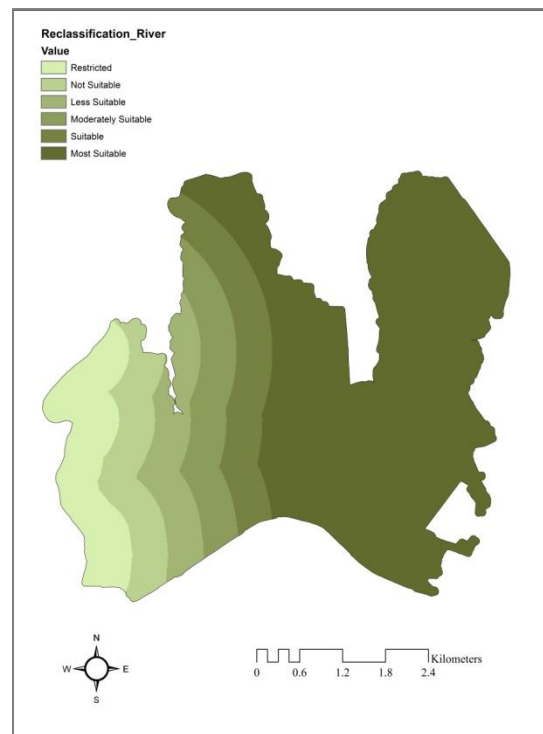 Reclassification_River
Value
Restricted
Not Suitable
Less Suitable
Moderately Suitable
Suitable
Most Suitable
N
W E
S
Kilometers
0 0.6 1.2 1.8 2.4